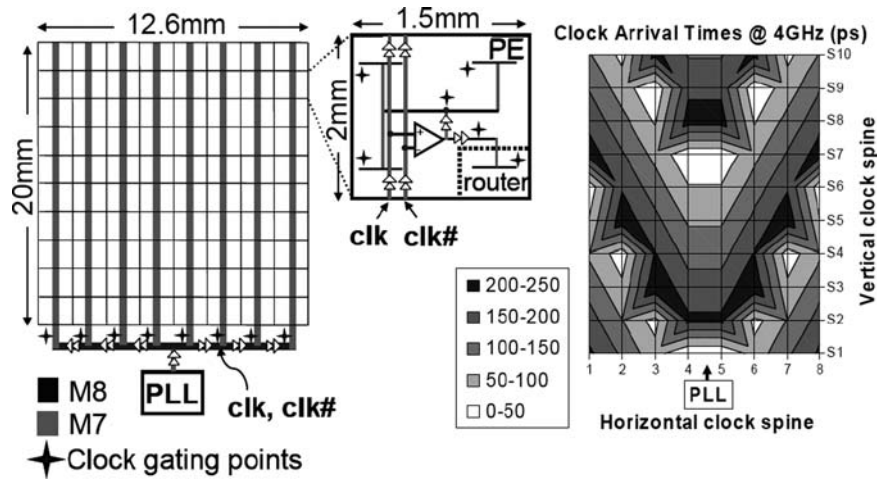 12.6mm
20mm
PLL
clk, clk#
M8
M7
Clock gating points
1.5mm
2mm
PE
router
clk
clk#
Clock Arrival Times @ 4GHz (ps)
200-250
150-200
100-150
50-100
0-50
S10
S9
S8
S7
S6
S5
S4
S3
S2
S1
Vertical clock spine
1 2 3 4 5 6 7 8
PLL
Horizontal clock spine